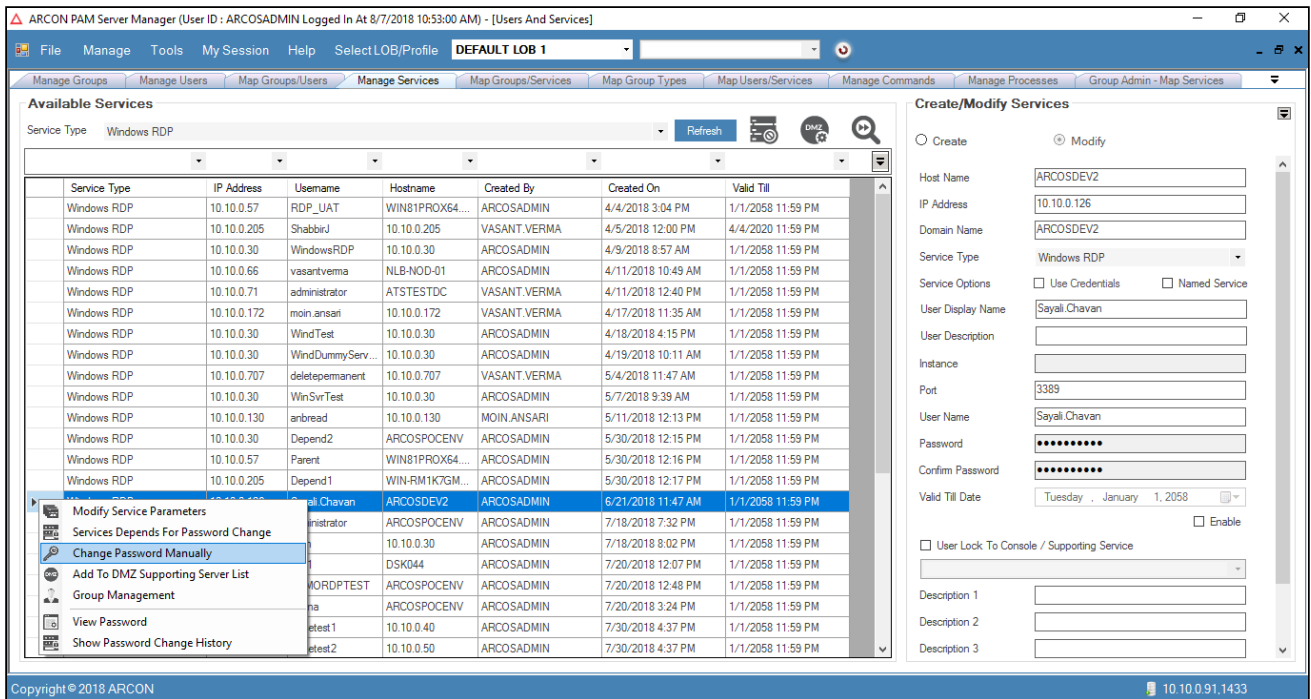 ARCON PAM Server Manager (User ID : ARCOSADMIN Logged In At 8/7/2018 10:53:00 AM) - [Users And Services]
File Manage Tools My Session Help Select LOB/Profile DEFAULT LOB 1
Manage Groups Manage Users Map Groups/Users Manage Services Map Groups/Services Map Group Types Map Users/Services Manage Commands Manage Processes Group Admin - Map Services
Available Services
Service Type Windows RDP Refresh DMZ
Service Type IP Address Username Hostname Created By Created On Valid Till
Windows RDP 10.10.0.57 RDP_UAT WIN81PROX64.... ARCOSADMIN 4/4/2018 3:04 PM 1/1/2058 11:59 PM
Windows RDP 10.10.0.205 ShabbirJ 10.10.0.205 VASANT.VERMA 4/5/2018 12:00 PM 4/4/2020 11:59 PM
Windows RDP 10.10.0.30 WindowsRDP 10.10.0.30 ARCOSADMIN 4/9/2018 8:57 AM 1/1/2058 11:59 PM
Windows RDP 10.10.0.66 vasantverma NLB-NOD-01 ARCOSADMIN 4/11/2018 10:49 AM 1/1/2058 11:59 PM
Windows RDP 10.10.0.71 administrator ATSTESTDC VASANT.VERMA 4/11/2018 12:40 PM 1/1/2058 11:59 PM
Windows RDP 10.10.0.172 moin.ansari 10.10.0.172 VASANT.VERMA 4/17/2018 11:35 AM 1/1/2058 11:59 PM
Windows RDP 10.10.0.30 WindTest 10.10.0.30 ARCOSADMIN 4/18/2018 4:15 PM 1/1/2058 11:59 PM
Windows RDP 10.10.0.30 WindDummyServ... 10.10.0.30 ARCOSADMIN 4/19/2018 10:11 AM 1/1/2058 11:59 PM
Windows RDP 10.10.0.707 deletepermanent 10.10.0.707 VASANT.VERMA 5/4/2018 11:47 AM 1/1/2058 11:59 PM
Windows RDP 10.10.0.30 WinSvrTest 10.10.0.30 ARCOSADMIN 5/7/2018 9:39 AM 1/1/2058 11:59 PM
Windows RDP 10.10.0.130 anbread 10.10.0.130 MOIN.ANSARI 5/11/2018 12:13 PM 1/1/2058 11:59 PM
Windows RDP 10.10.0.30 Depend2 ARCOSPOCENV ARCOSADMIN 5/30/2018 12:15 PM 1/1/2058 11:59 PM
Windows RDP 10.10.0.57 Parent WIN81PROX64.... ARCOSADMIN 5/30/2018 12:16 PM 1/1/2058 11:59 PM
Windows RDP 10.10.0.205 Depend1 WIN-RM1K7GM... ARCOSADMIN 5/30/2018 12:17 PM 1/1/2058 11:59 PM
ali.Chavan ARCOSDEV2 ARCOSADMIN 6/21/2018 11:47 AM 1/1/2058 11:59 PM
inistrator ARCOSPOCENV ARCOSADMIN 7/18/2018 7:32 PM 1/1/2058 11:59 PM
10.10.0.30 ARCOSADMIN 7/18/2018 8:02 PM 1/1/2058 11:59 PM
DSK044 ARCOSADMIN 7/20/2018 12:07 PM 1/1/2058 11:59 PM
MORDPTEST ARCOSPOCENV ARCOSADMIN 7/20/2018 12:48 PM 1/1/2058 11:59 PM
na ARCOSPOCENV ARCOSADMIN 7/20/2018 3:24 PM 1/1/2058 11:59 PM
etest1 10.10.0.40 ARCOSADMIN 7/30/2018 4:37 PM 1/1/2058 11:59 PM
etest2 10.10.0.50 ARCOSADMIN 7/30/2018 4:37 PM 1/1/2058 11:59 PM
Modify Service Parameters
Services Depends For Password Change
Change Password Manually
DMZ Add To DMZ Supporting Server List
Group Management
View Password
Show Password Change History
Create/Modify Services
Create Modify
Host Name ARCOSDEV2
IP Address 10.10.0.126
Domain Name ARCOSDEV2
Service Type Windows RDP
Service Options Use Credentials Named Service
User Display Name Sayali.Chavan
User Description
Instance
Port 3389
User Name Sayali.Chavan
Password ●●●●●●●●●●
Confirm Password ●●●●●●●●●●
Valid Till Date Tuesday , January 1, 2058
Enable
User Lock To Console / Supporting Service
Description 1
Description 2
Description 3
Copyright © 2018 ARCON 10.10.0.91,1433